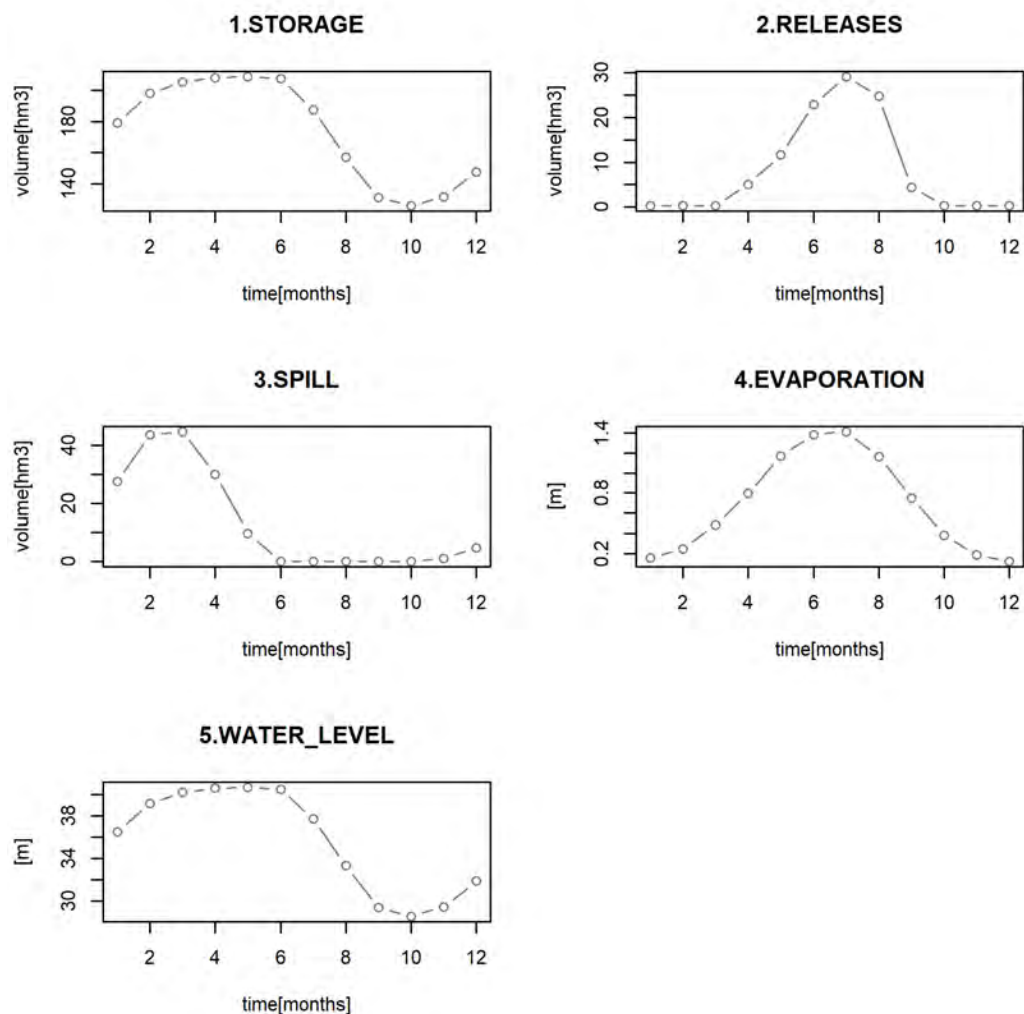 1.STORAGE
volume[hm3]
180
140
2 4 6 8 10 12
time[months]
2.RELEASES
volume[hm3]
30
20
10
0
2 4 6 8 10 12
time[months]
3.SPILL
volume[hm3]
40
20
0
2 4 6 8 10 12
time[months]
4.EVAPORATION
[m]
1.4
0.8
0.2
2 4 6 8 10 12
time[months]
5.WATER_LEVEL
[m]
38
34
30
2 4 6 8 10 12
time[months]